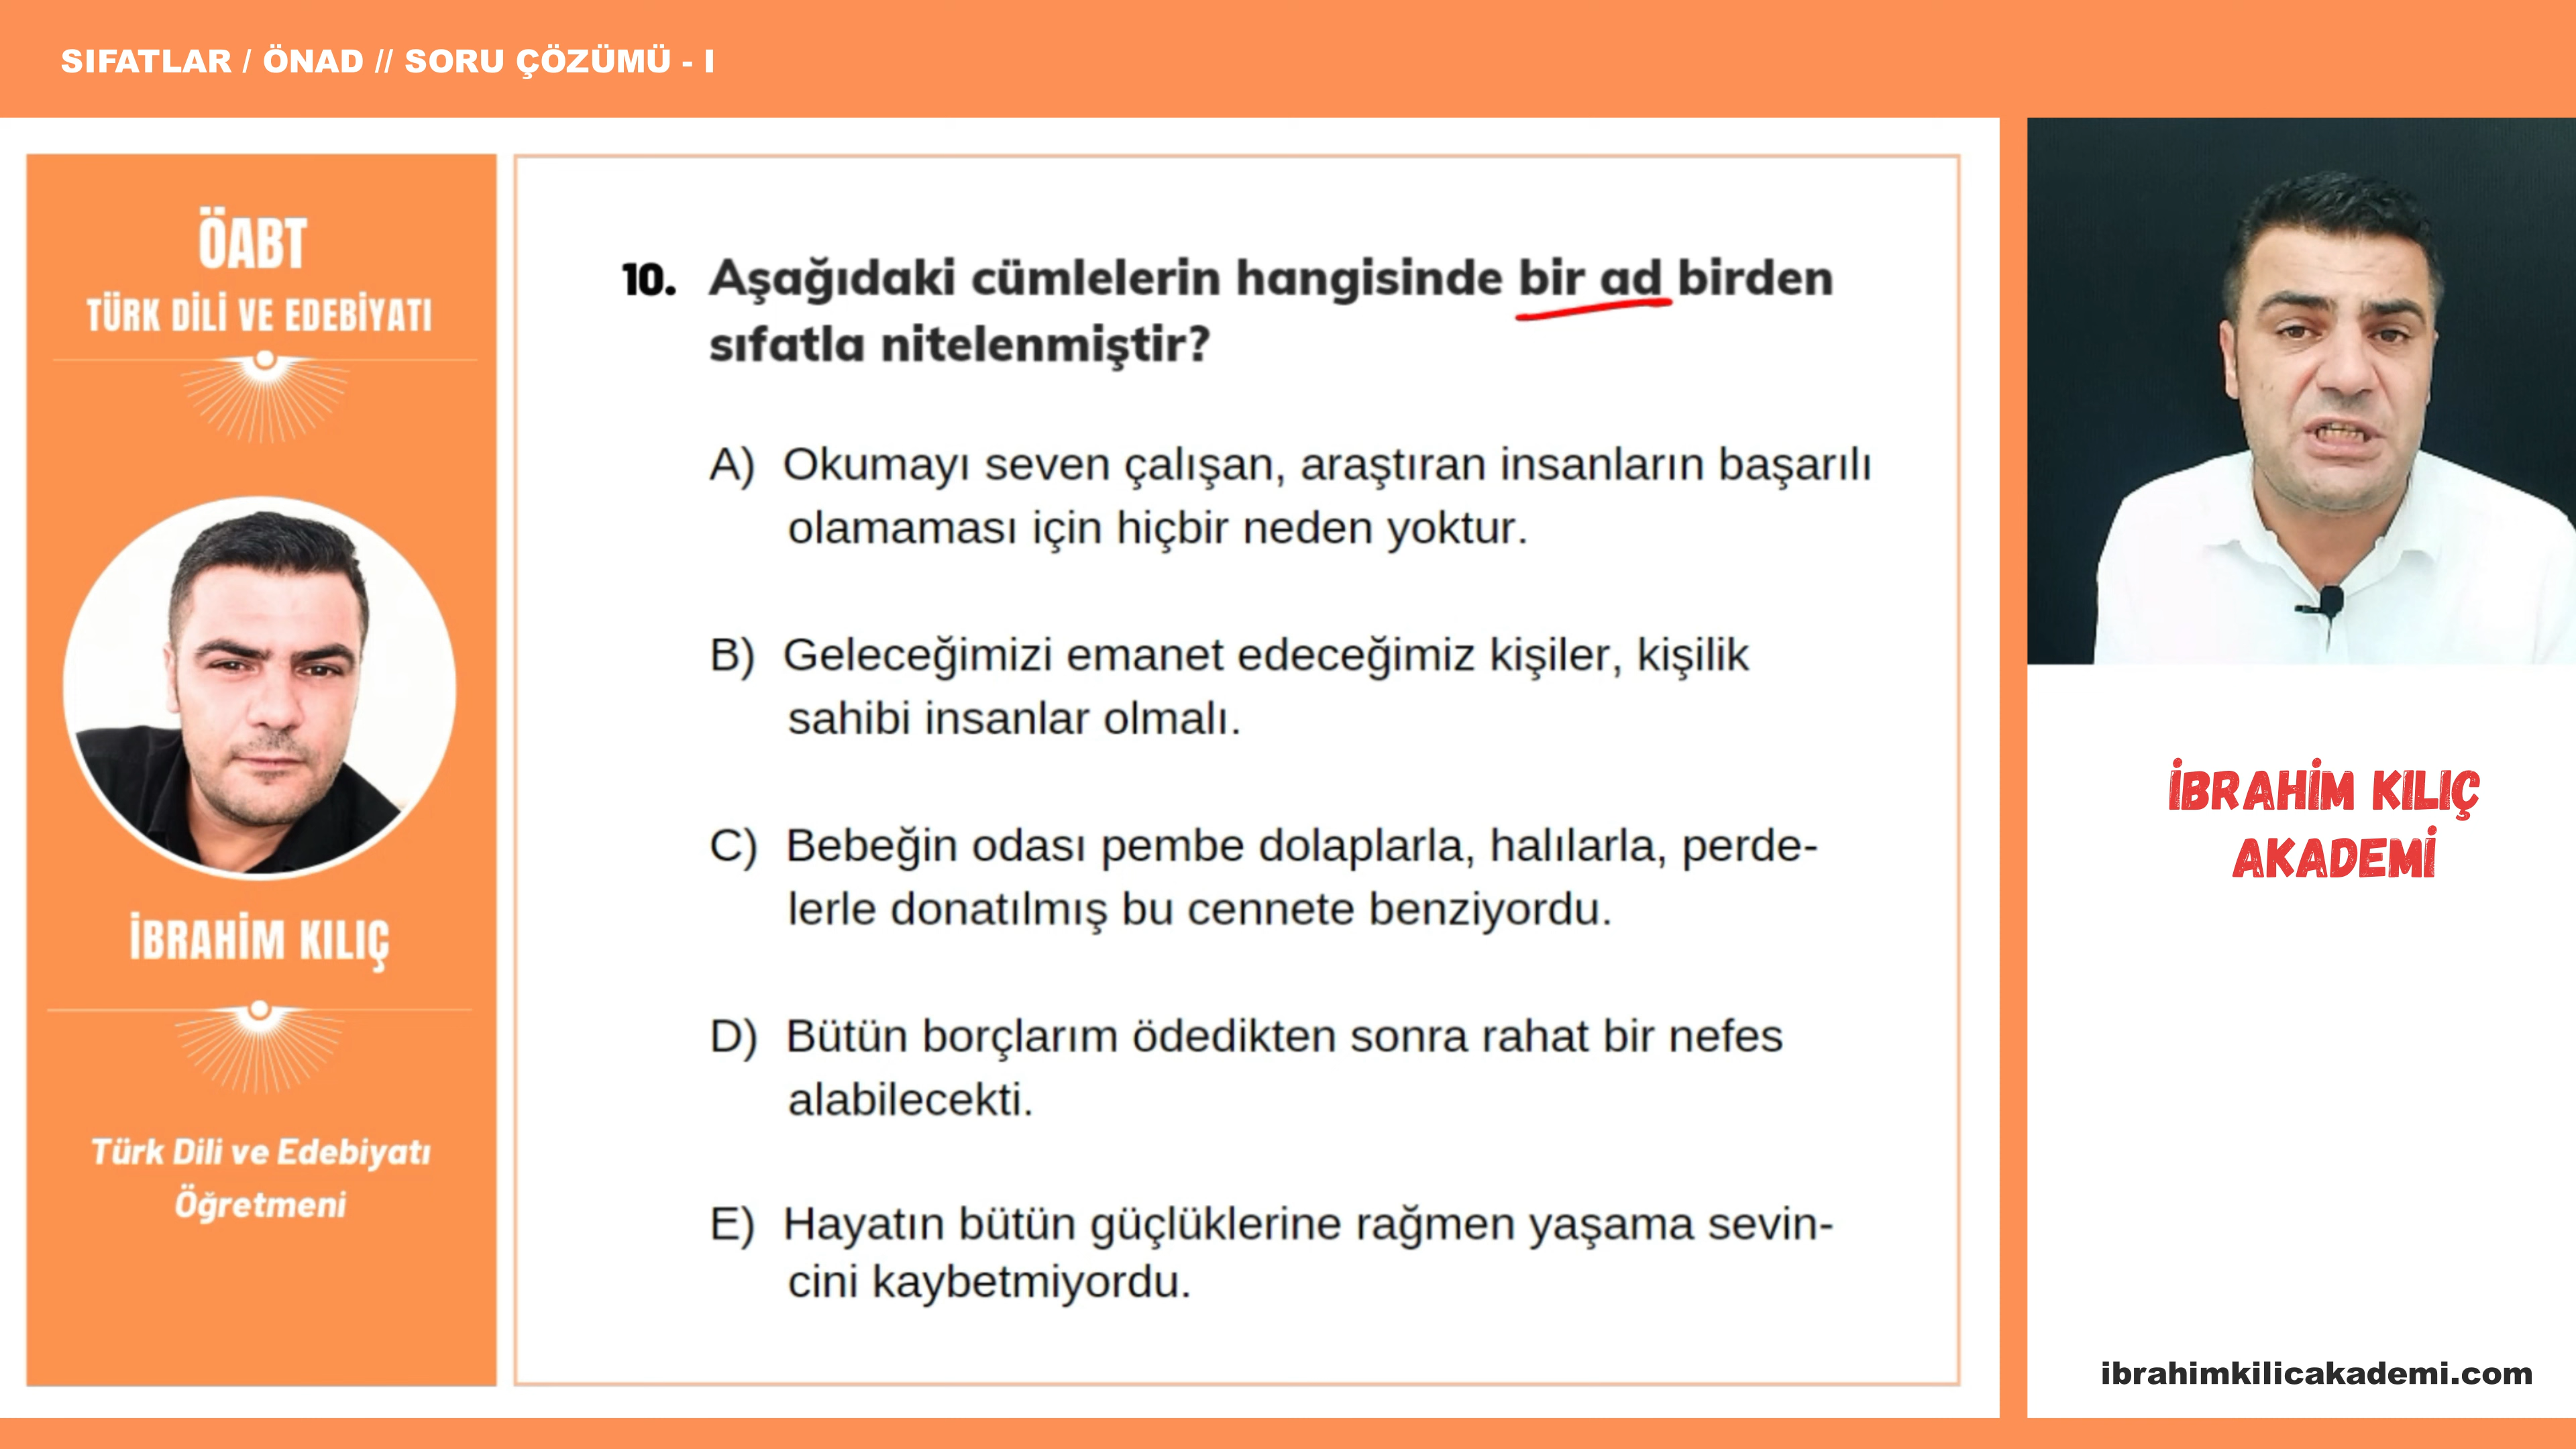 SIFATLAR / ÖNAD // SORU ÇÖZÜMÜ - I
ÖABT
TÜRK DİLİ VE EDEBİYATI
İBRAHİM KILIÇ
Türk Dili ve Edebiyatı
Öğretmeni
10. Aşağıdaki cümlelerin hangisinde bir ad birden
sıfatla nitelenmiştir?
A) Okumayı seven çalışan, araştıran insanların başarılı
olamaması için hiçbir neden yoktur.
B) Geleceğimizi emanet edeceğimiz kişiler, kişilik
sahibi insanlar olmalı.
C) Bebeğin odası pembe dolaplarla, halılarla, perde-
lerle donatılmış bu cennete benziyordu.
D) Bütün borçlarım ödedikten sonra rahat bir nefes
alabilecekti.
E) Hayatın bütün güçlüklerine rağmen yaşama sevin-
cini kaybetmiyordu.
İBRAHİM KILIÇ
AKADEMİ
ibrahimkilicakademi.com